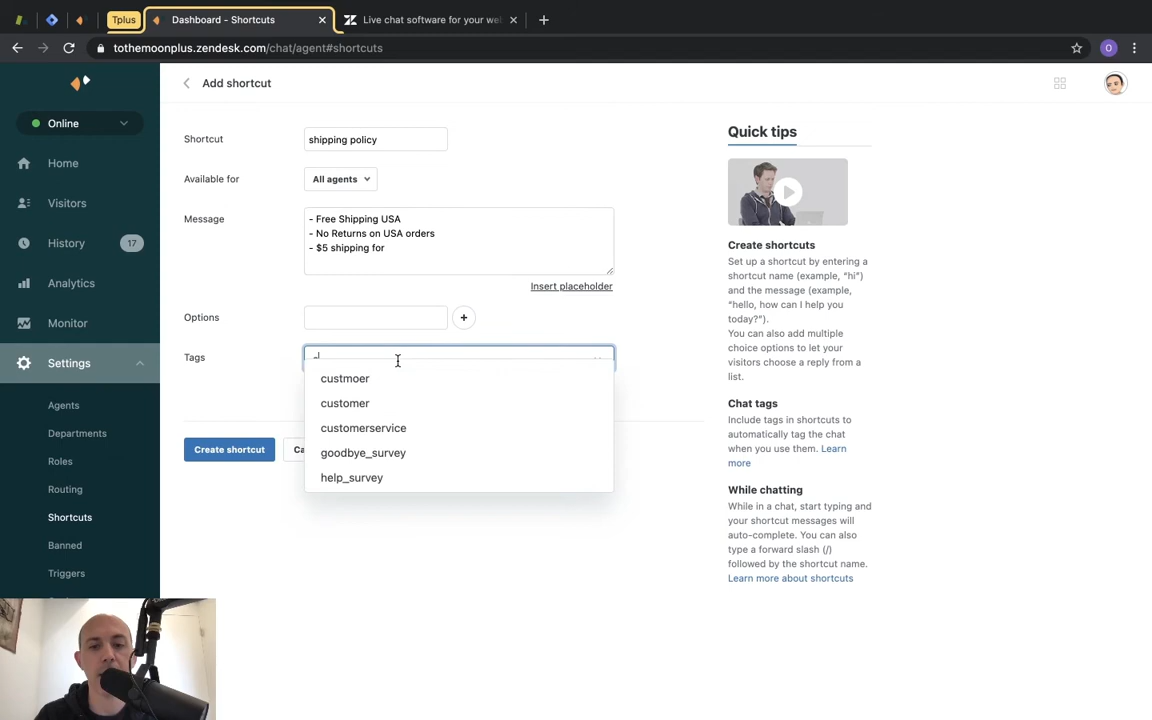 Tplus
Dashboard - Shortcuts
Live chat software for your we
tothemoonplus.zendesk.com/chat/agent#shortcuts
O
Online
Home
Visitors
History
17
Analytics
Monitor
Settings
Agents
Departments
Roles
Routing
Shortcuts
Banned
Triggers
Add shortcut
Shortcut
shipping policy
Available for
All agents
Message
- Free Shipping USA
- No Returns on USA orders
- $5 shipping for
Insert placeholder
Options
+
Tags
custmoer
customer
customerservice
goodbye_survey
help_survey
Create shortcut
Ca
Quick tips
Create shortcuts
Set up a shortcut by entering a
shortcut name (example, "hi")
and the message (example,
"hello, how can I help you
today?").
You can also add multiple
choice options to let your
visitors choose a reply from a
list.
Chat tags
Include tags in shortcuts to
automatically tag the chat
when you use them. Learn
more
While chatting
While in a chat, start typing and
your shortcut messages will
auto-complete. You can also
type a forward slash (/)
followed by the shortcut name.
Learn more about shortcuts